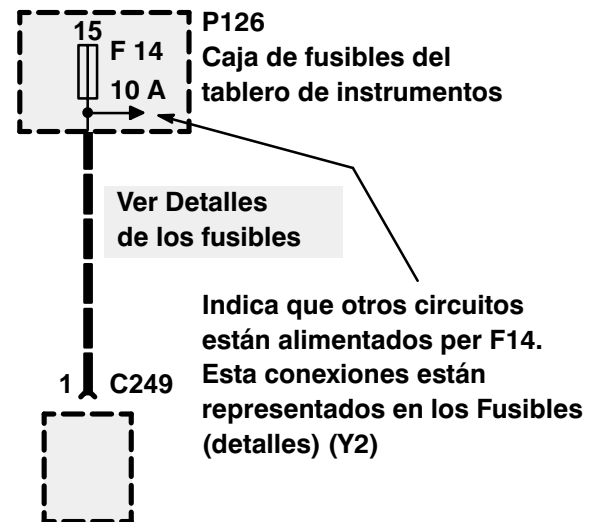 15
F 14
10 A
P126
Caja de fusibles del
tablero de instrumentos
Ver Detalles
de los fusibles
Indica que otros circuitos
están alimentados per F14.
Esta conexiones están
representados en los Fusibles
(detalles) (Y2)
1 C249